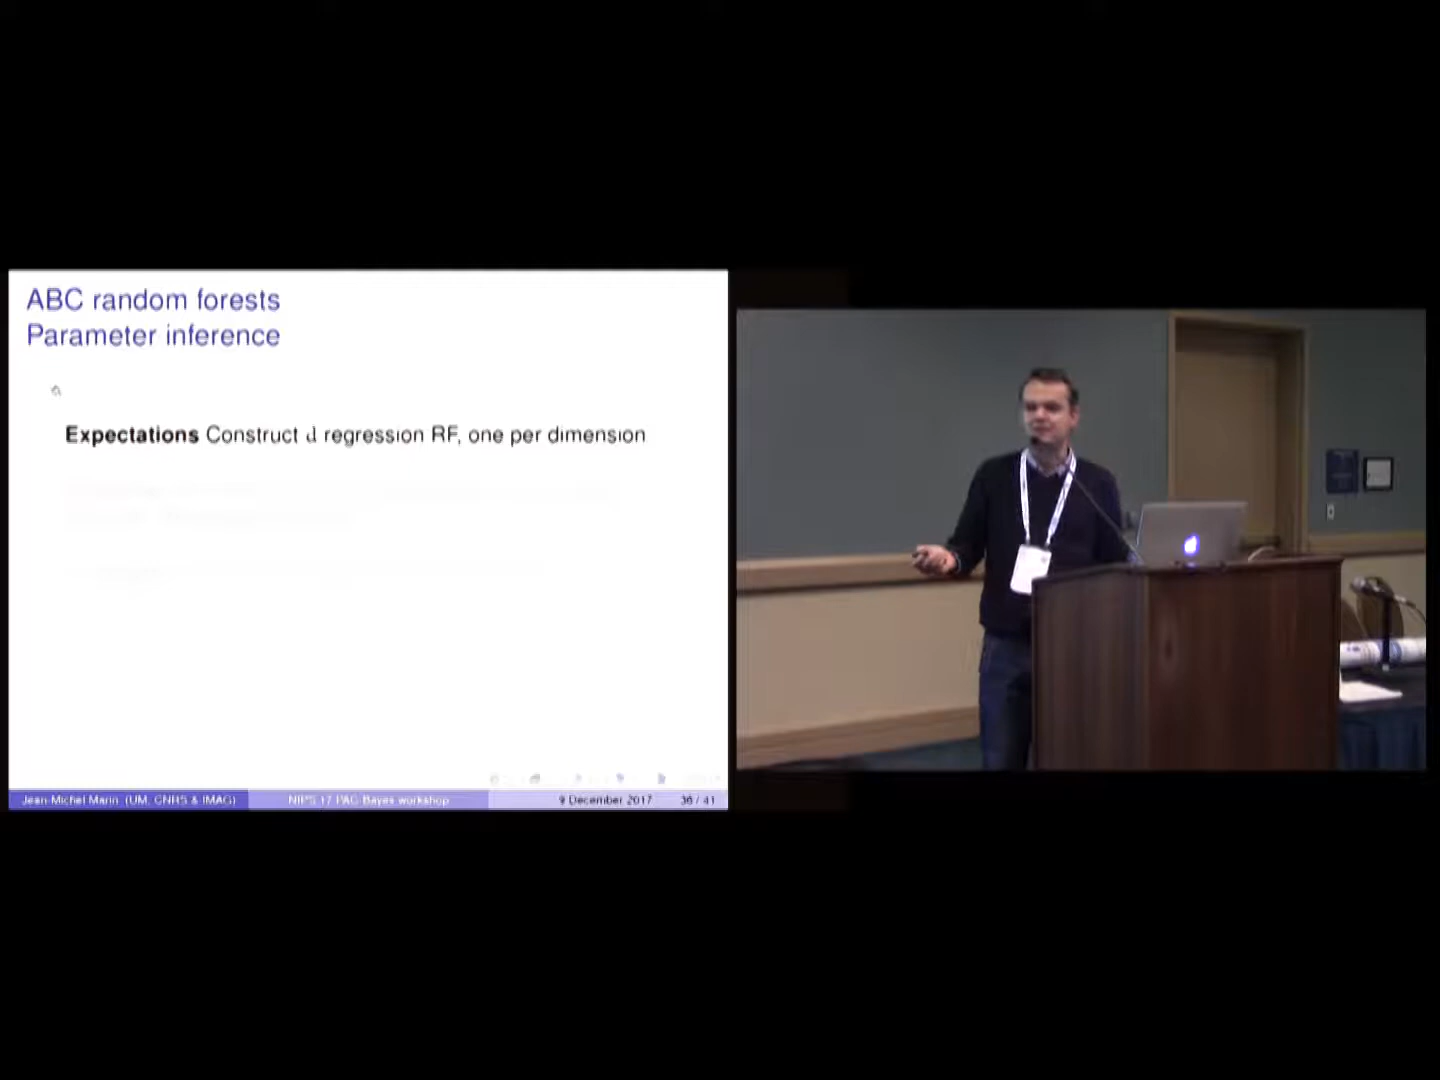 ABC random forests
Parameter inference
Expectations Construct d regression RF, one per dimension
Jean-Michel Marin (UM, CNRS & IMAG) NIPS 17 PAC-Bayes workshop 9 December 2017 36 / 41